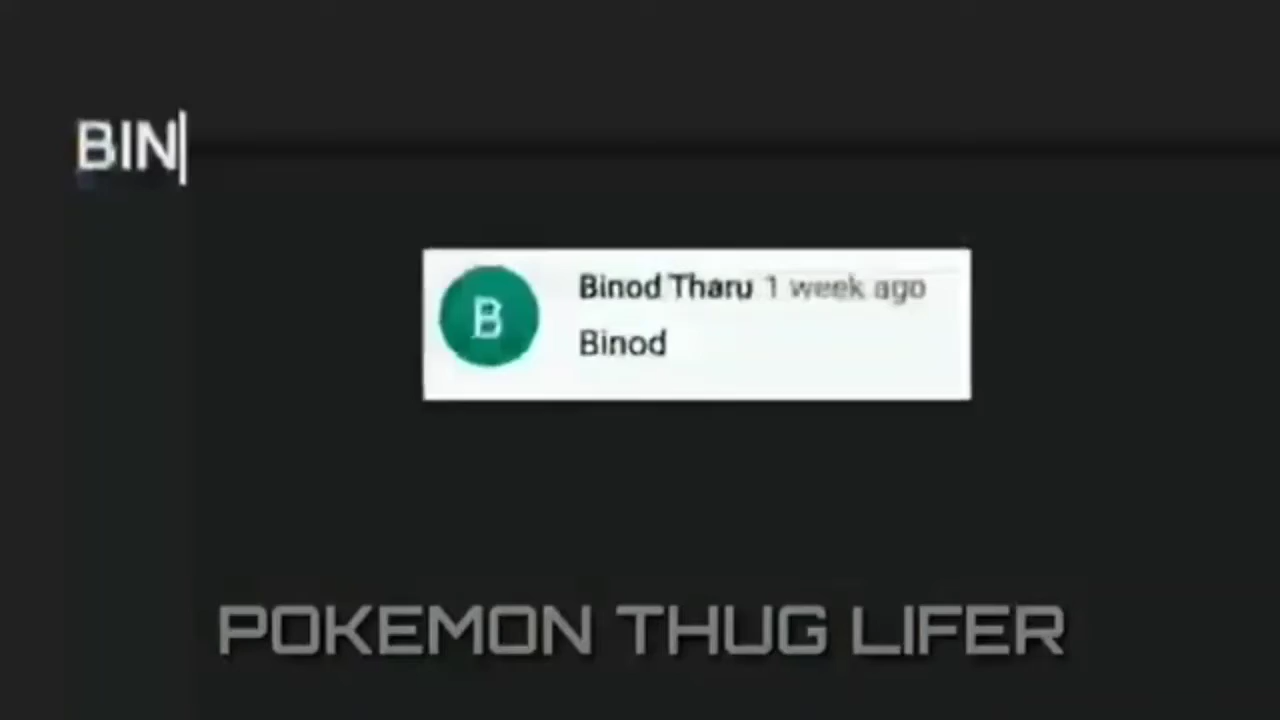 BIN
Binod Tharu 1 week ago
B
Binod
POKEMON THUG LIFER